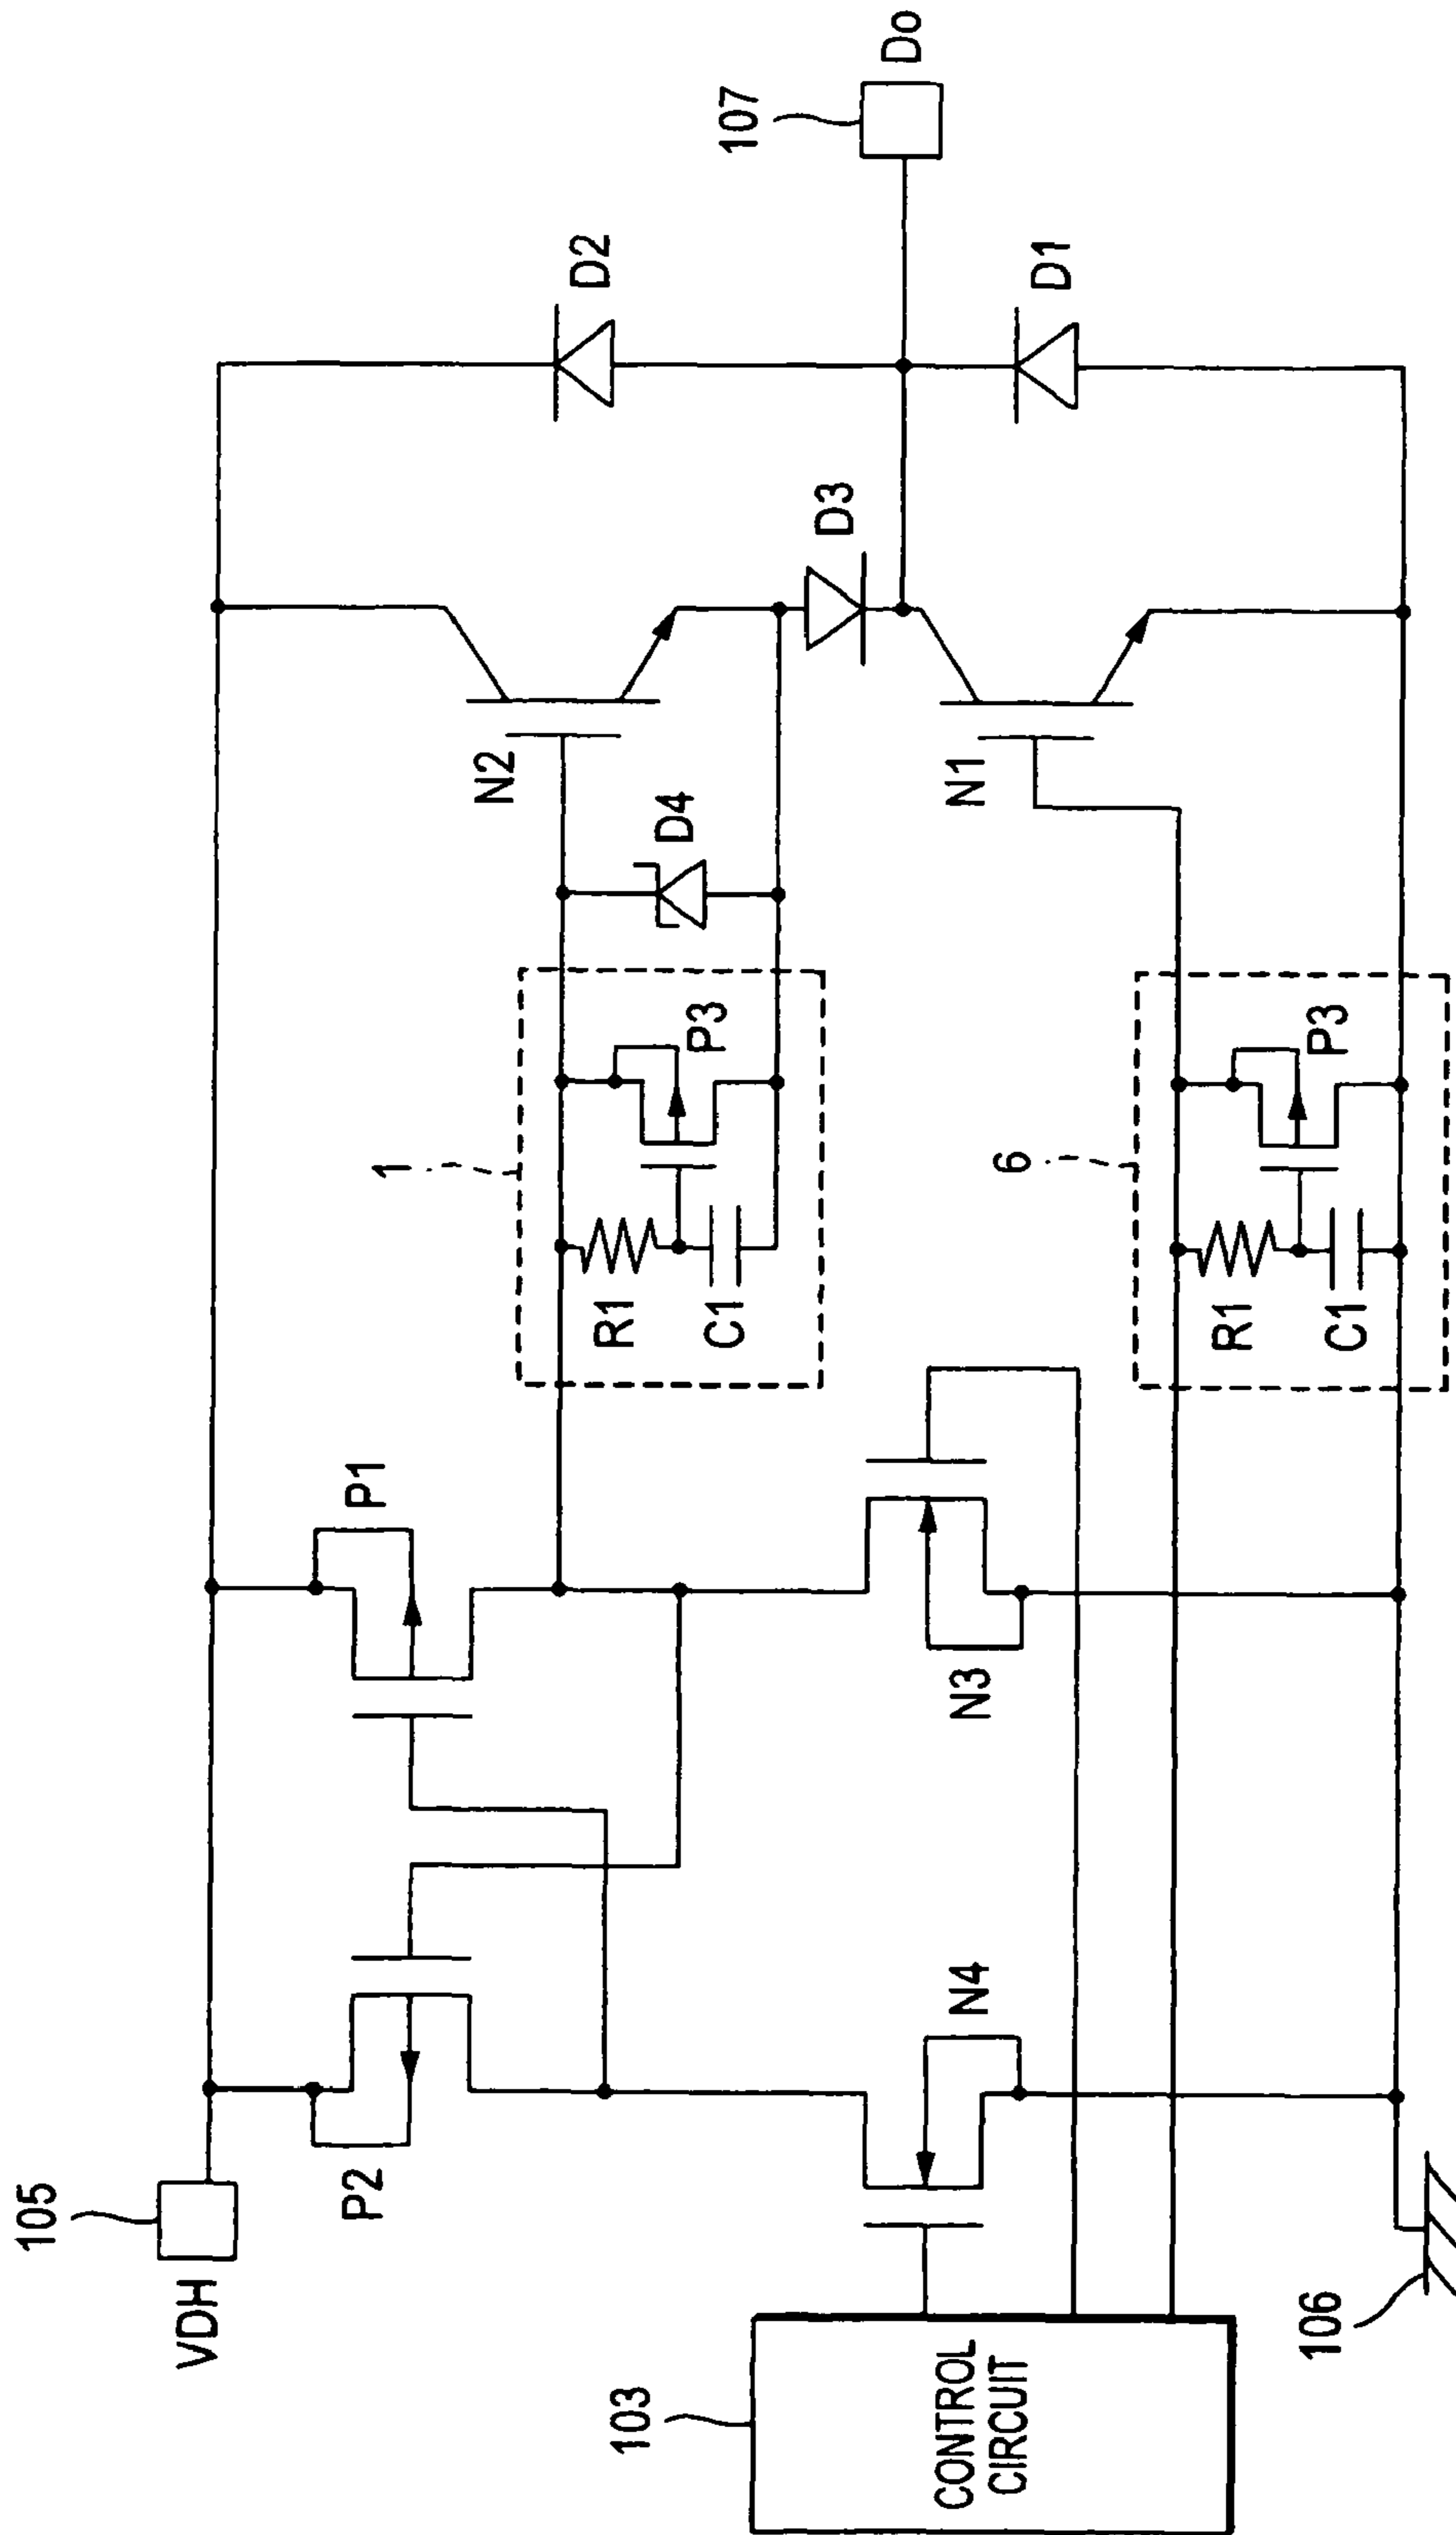 105
VDH
P2
P1
D2
107
Do
N2
D3
D1
1
R1
C1
P3
D4
N4
N3
N1
103
CONTROL
CIRCUIT
6
R1
C1
P3
106